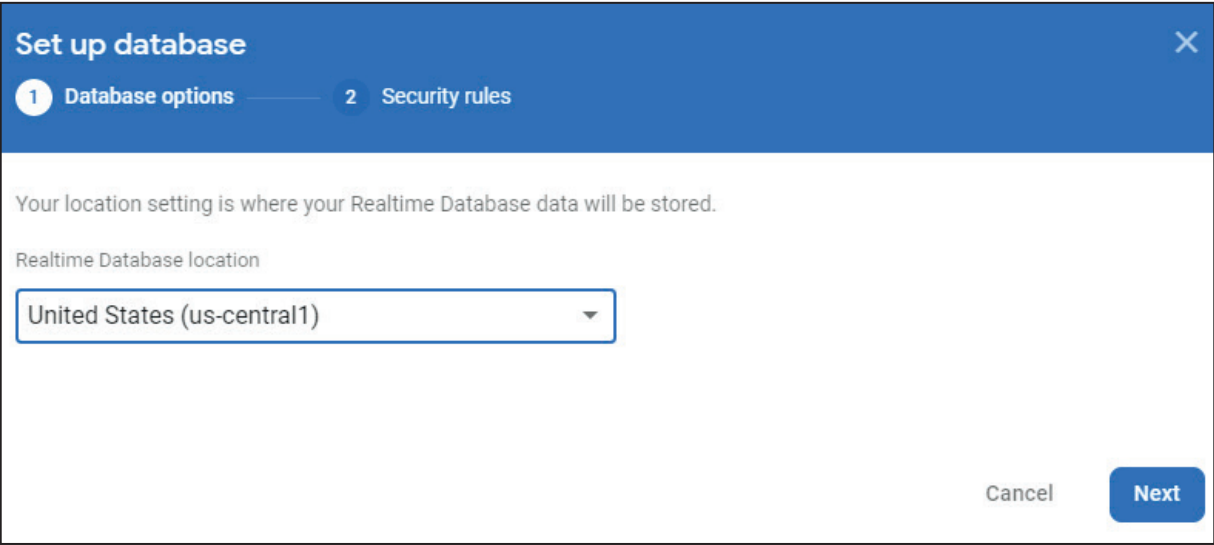 Set up database
1 Database options 2 Security rules
Your location setting is where your Realtime Database data will be stored.
Realtime Database location
United States (us-central1)
Cancel Next